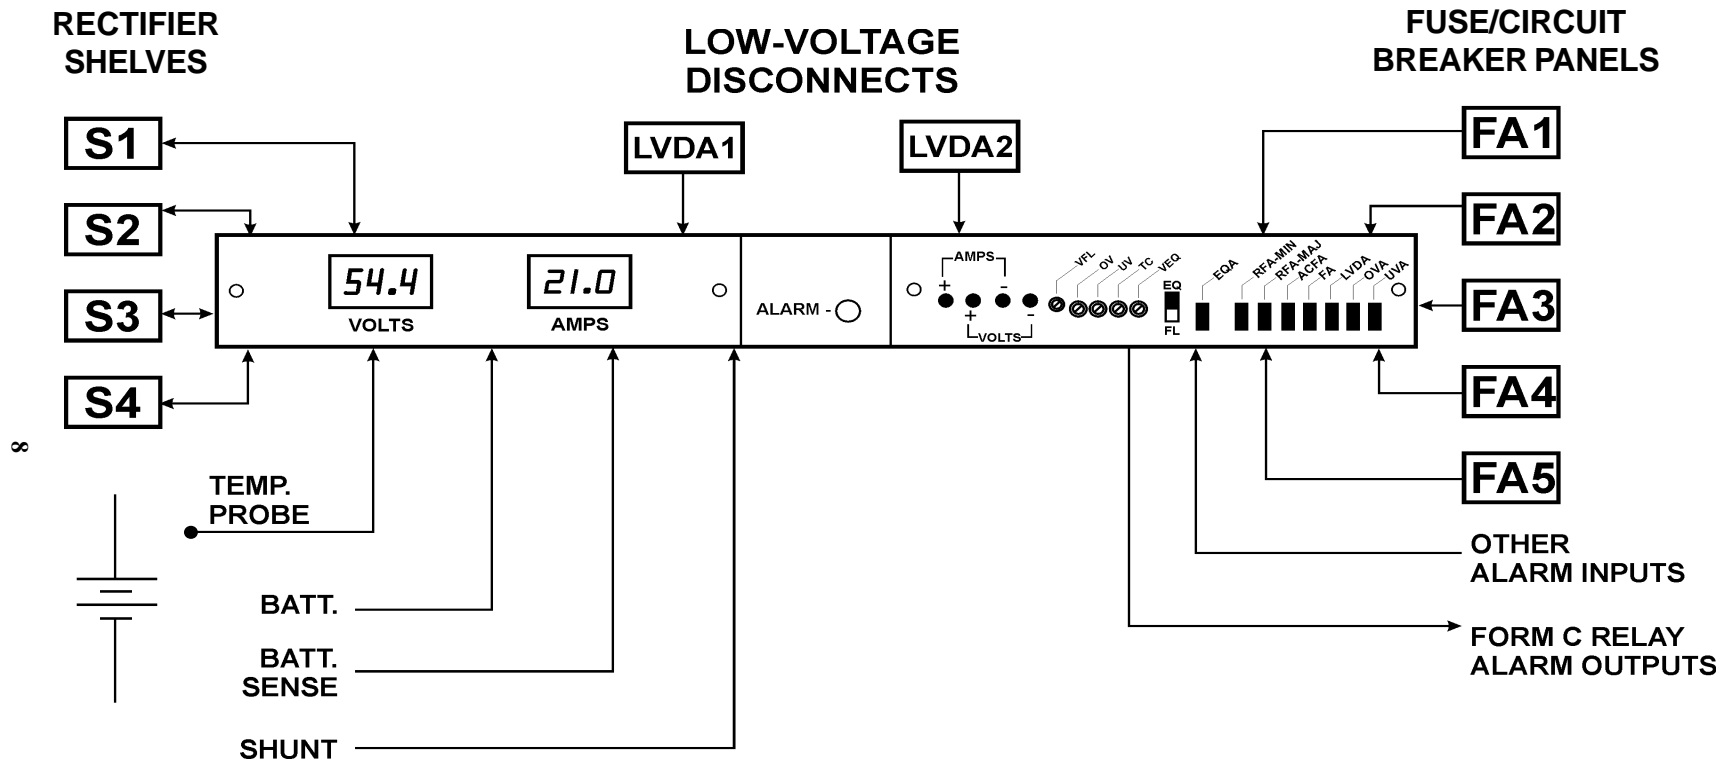 RECTIFIER
SHELVES
LOW-VOLTAGE
DISCONNECTS
FUSE/CIRCUIT
BREAKER PANELS
S1
S2
S3
S4
LVDA1
LVDA2
FA1
FA2
FA3
FA4
FA5
54.4
VOLTS
21.0
AMPS
ALARM -
AMPS
+
-
+
-
VOLTS
VFL
OV
UV
TC
VEQ
EQ
FL
EQA
RFA-MIN
RFA-MAJ
ACFA
FA
LVDA
OVA
UVA
8
TEMP.
PROBE
BATT.
BATT.
SENSE
SHUNT
OTHER
ALARM INPUTS
FORM C RELAY
ALARM OUTPUTS